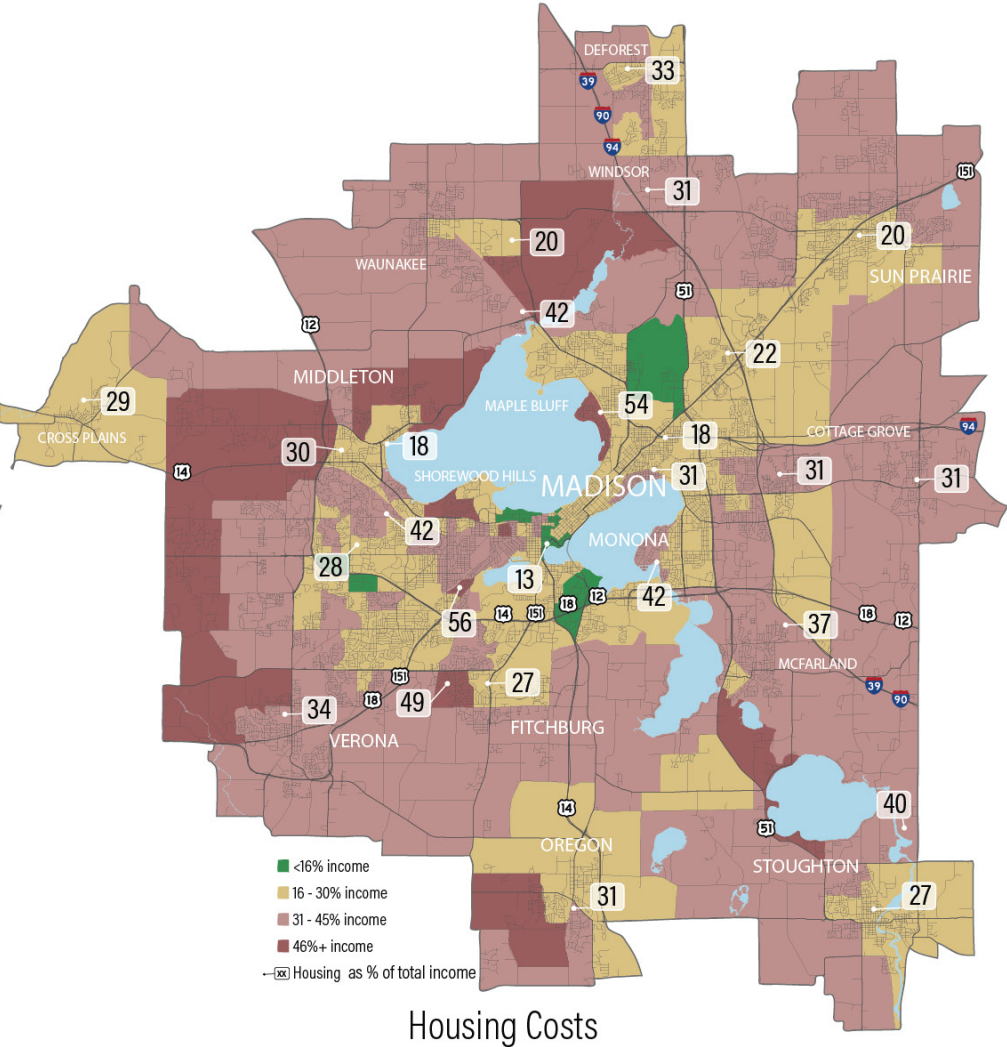 DEFOREST
33
39
90
94
WINDSOR
31
151
20
20
WAUNAKEE
SUN PRAIRIE
51
42
12
22
MIDDLETON
29
MAPLE BLUFF
54
CROSS PLAINS
30
18
18
COTTAGE GROVE
94
14
SHOREWOOD HILLS
MADISON
31
31
31
42
MONONA
28
13
42
18
12
14
151
18
12
56
37
MCFARLAND
151
39
90
18
49
27
34
VERONA
FITCHBURG
14
40
51
OREGON
STOUGHTON
<16% income
16 - 30% income
31
27
31 - 45% income
46%+ income
xx Housing as % of total income
Housing Costs